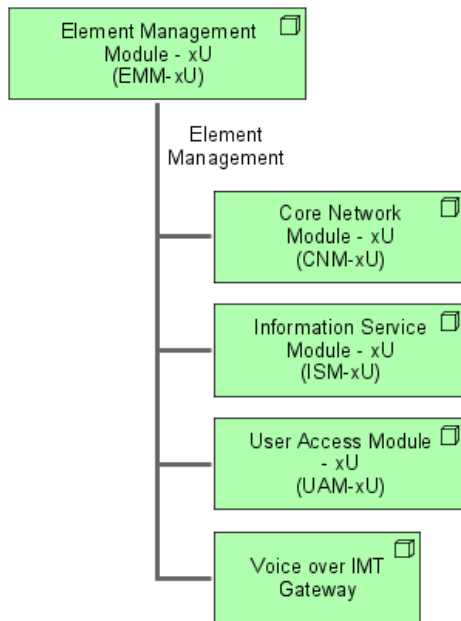 Element Management
Module - xU
(EMM-xU)
Element
Management
Core Network
Module - xU
(CNM-xU)
Information Service
Module - xU
(ISM-xU)
User Access Module
- xU
(UAM-xU)
Voice over IMT
Gateway